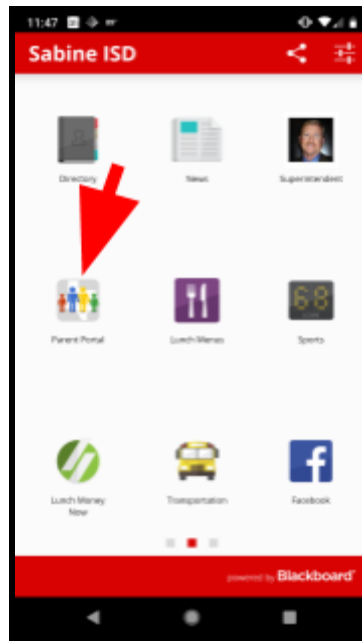 11:47
Sabine ISD
Directory
News
Superintendent
68
Parent Portal
Lunch Menus
Sports
Lunch Money
Now
Transportation
Facebook
powered by Blackboard